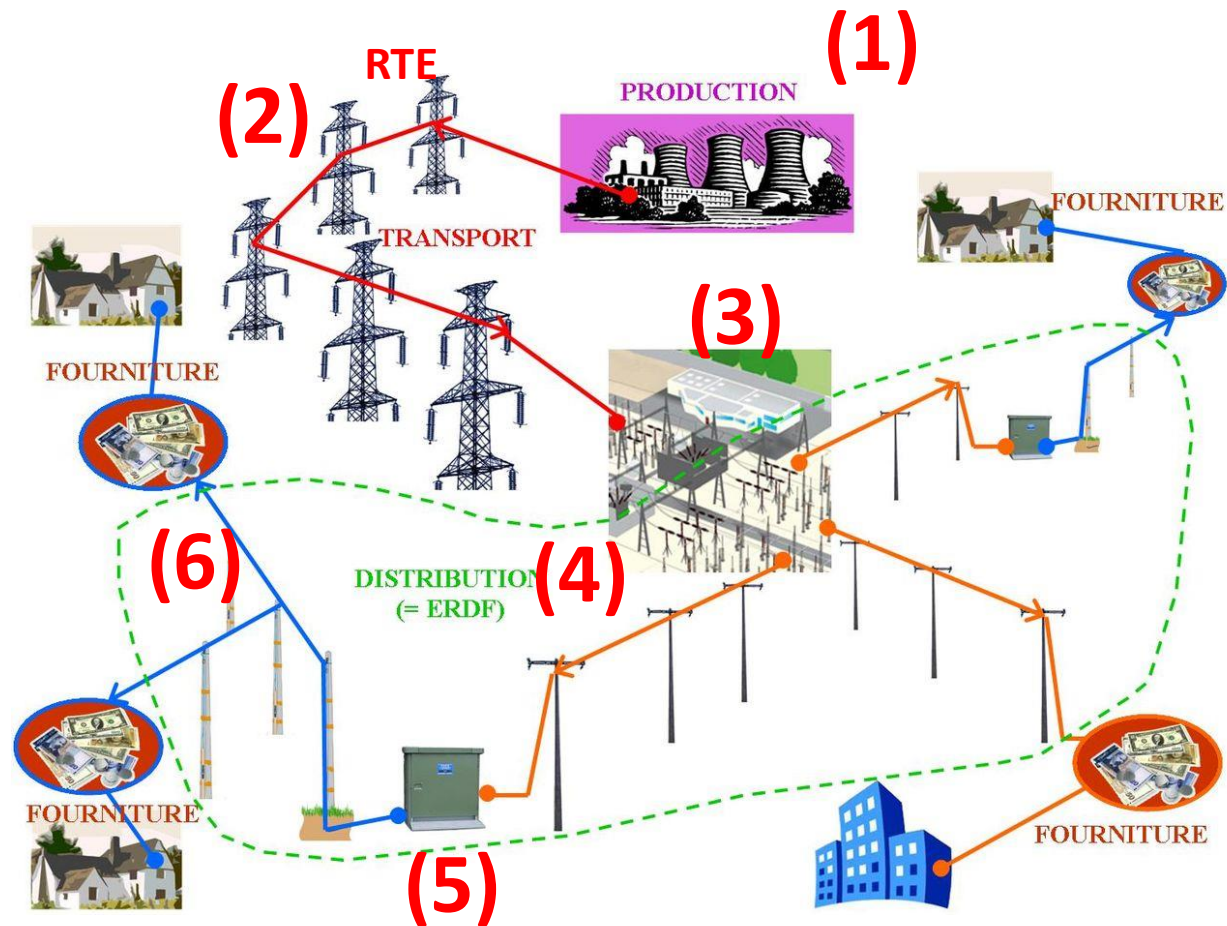 (1)
RTE
(2)
PRODUCTION
FOURNITURE
TRANSPORT
(3)
FOURNITURE
(6)
(4)
DISTRIBUTION
(= ERDF)
FOURNITURE
FOURNITURE
(5)